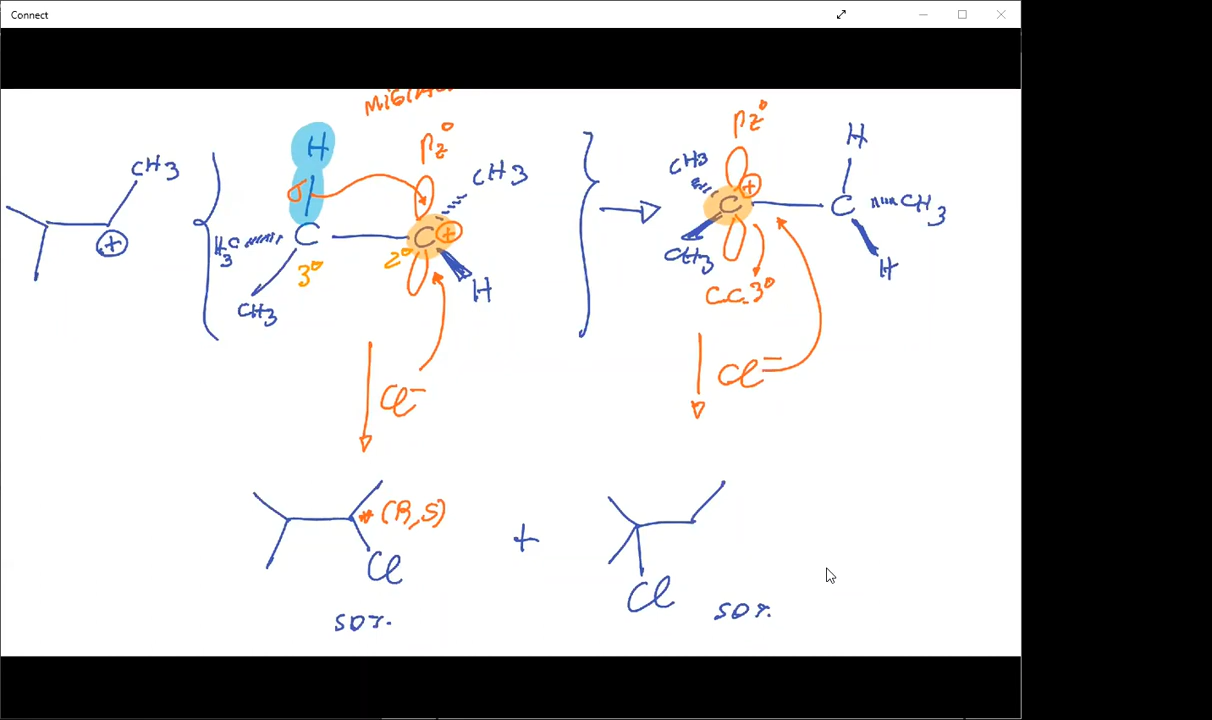 Connect
CH3
H
σ
H3C
C
3°
CH3
Pz°
CH3
C
+
2°
H
+
Cl-
Pz°
CH3
C
+
CH3
C.C. 3°
H
C
CH3
H
Cl-
* (R,S)
Cl
50%.
+
Cl
50%.